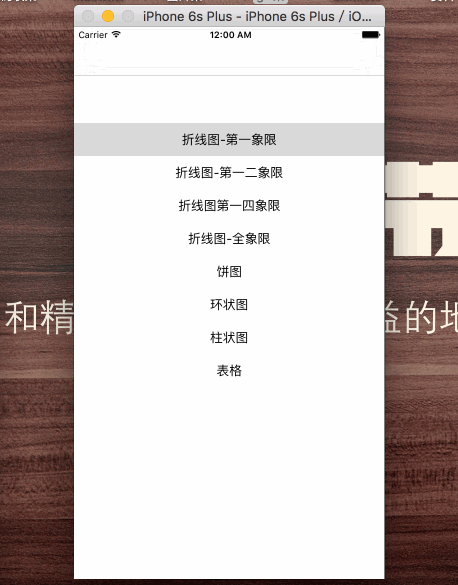 iPhone 6s Plus - iPhone 6s Plus / iO...
Carrier
12:00 AM
折线图-第一象限
折线图-第一二象限
折线图第一四象限
折线图-全象限
饼图
环状图
柱状图
表格
和精
益的地